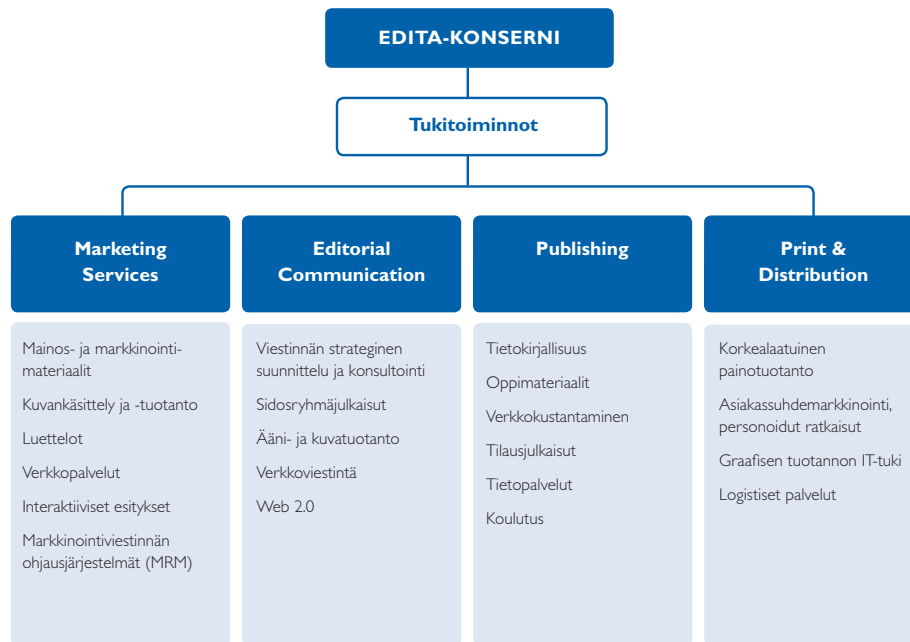 EDITA-KONSERNI
Tukitoiminnot
Marketing
Services
Mainos- ja markkinointi-
materiaalit
Kuvankäsittely ja -tuotanto
Luettelot
Verkkopalvelut
Interaktiiviset esitykset
Markkinointiviestinnän
ohjausjärjestelmät (MRM)
Editorial
Communication
Viestinnän strateginen
suunnittelu ja konsultointi
Sidosryhmäjulkaisut
Ääni- ja kuvatuotanto
Verkkoviestintä
Web 2.0
Publishing
Tietokirjallisuus
Oppimateriaalit
Verkkokustantaminen
Tilausjulkaisut
Tietopalvelut
Koulutus
Print &
Distribution
Korkealaatuinen
painotuotanto
Asiakassuhdemarkkinointi,
personoidut ratkaisut
Graafisen tuotannon IT-tuki
Logistiset palvelut